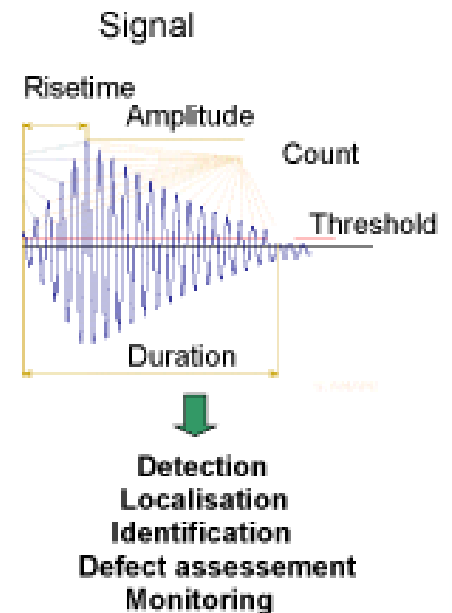 Signal
Risetime
Amplitude
Count
Threshold
Duration
Detection
Localisation
Identification
Defect assessement
Monitoring